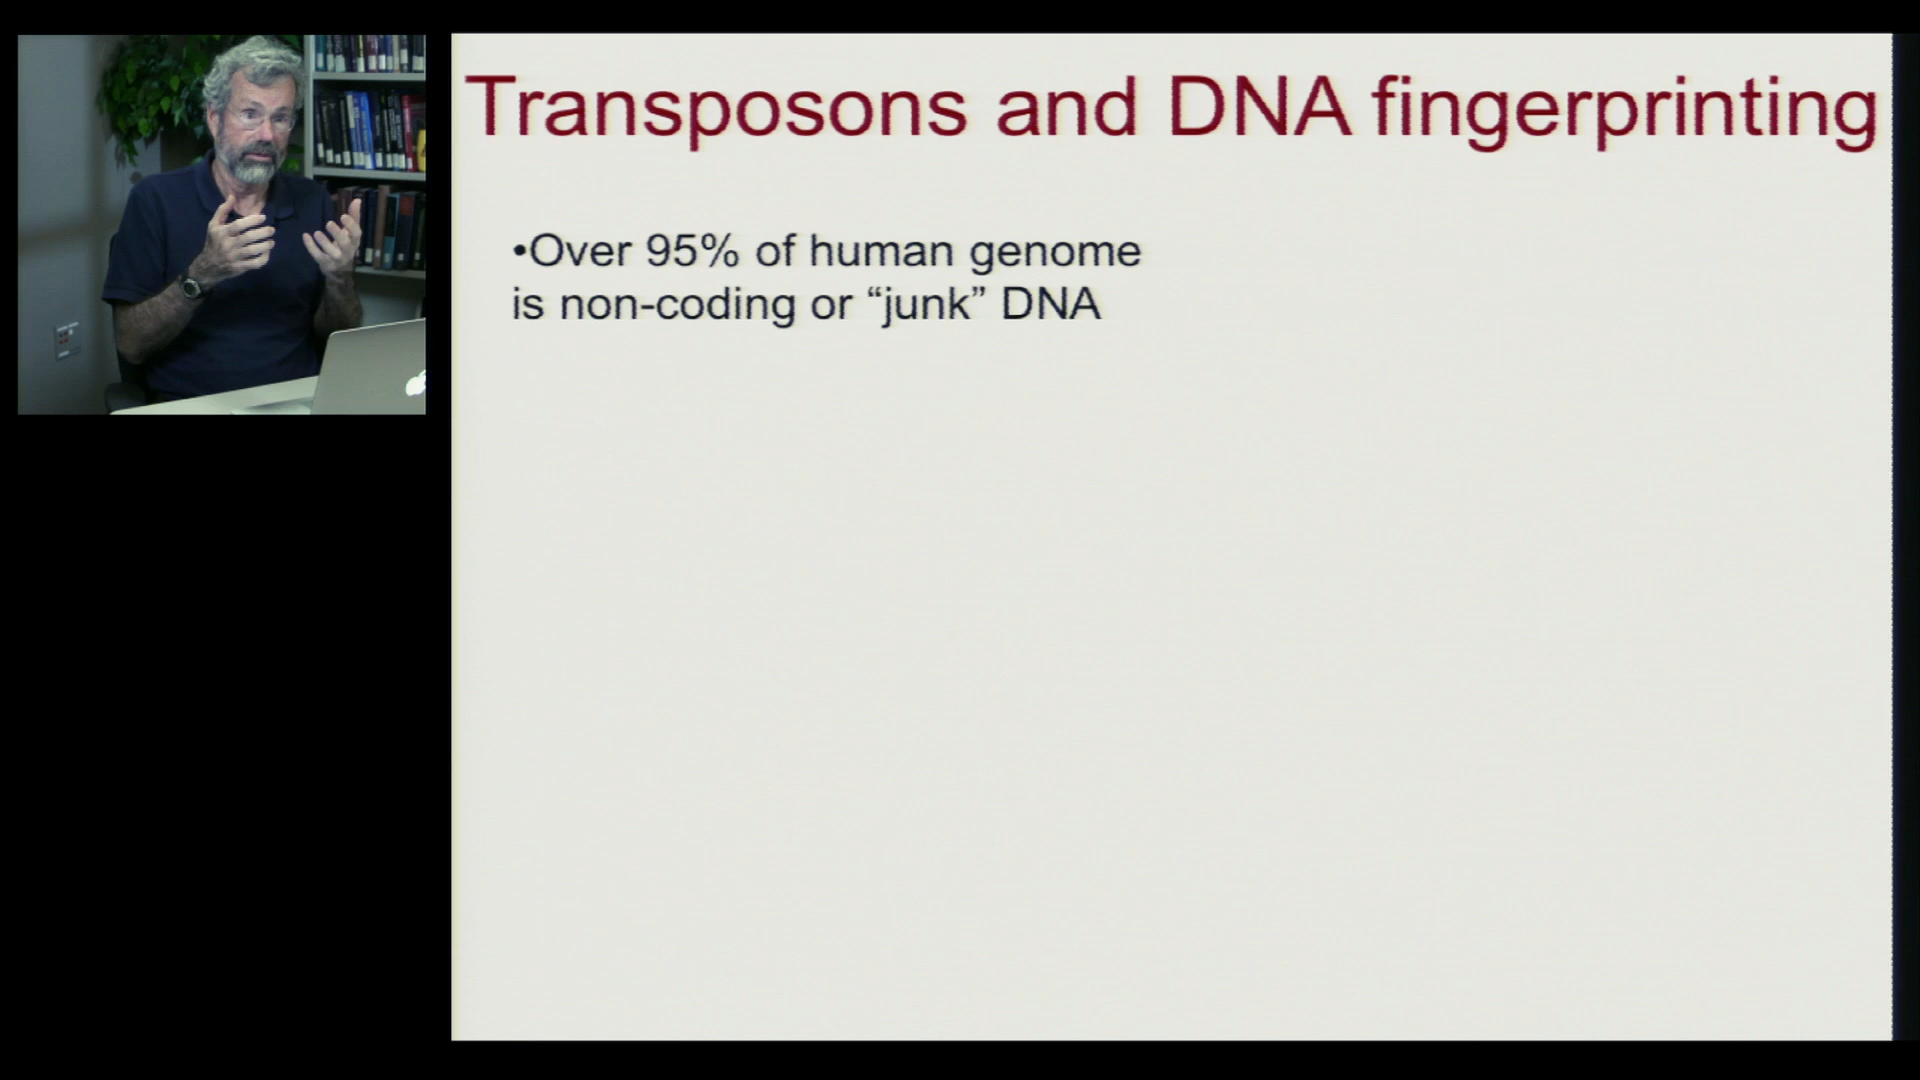 Transposons and DNA fingerprinting
•Over 95% of human genome
is non-coding or “junk” DNA